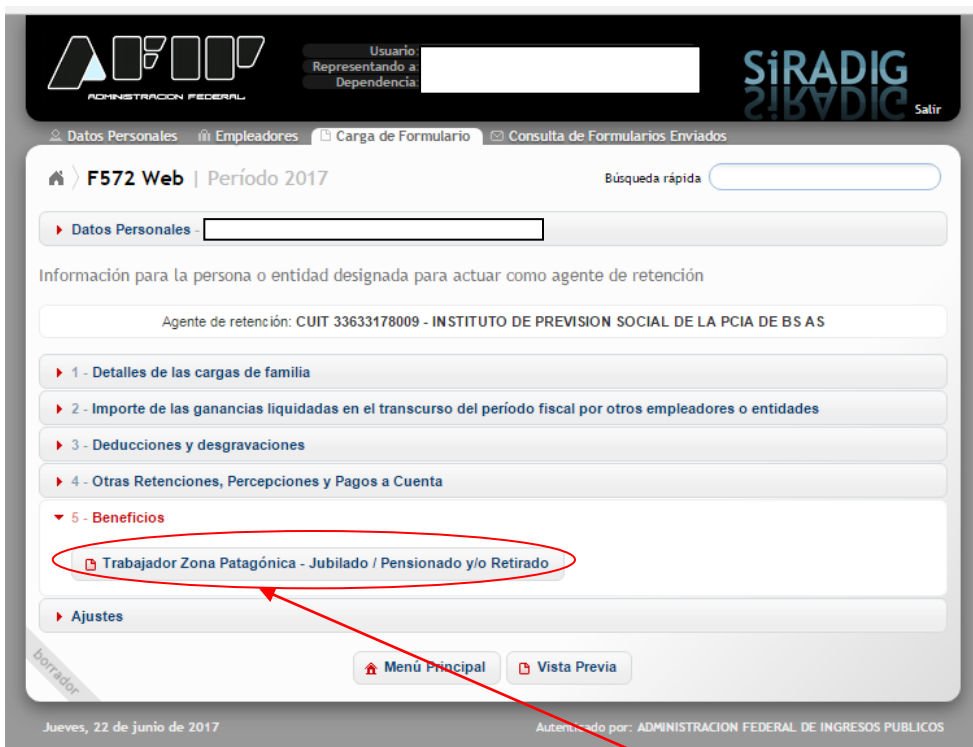 AFIP
ADMINISTRACION FEDERAL
Usuario:
Representando a:
Dependencia:
SiRADIG
Salir
Datos Personales
Empleadores
Carga de Formulario
Consulta de Formularios Enviados
F572 Web | Período 2017
Búsqueda rápida
Datos Personales -
Información para la persona o entidad designada para actuar como agente de retención
Agente de retención: CUIT 33633178009 - INSTITUTO DE PREVISION SOCIAL DE LA PCIA DE BS AS
1 - Detalles de las cargas de familia
2 - Importe de las ganancias liquidadas en el transcurso del período fiscal por otros empleadores o entidades
3 - Deducciones y desgravaciones
4 - Otras Retenciones, Percepciones y Pagos a Cuenta
5 - Beneficios
Trabajador Zona Patagónica - Jubilado / Pensionado y/o Retirado
Ajustes
borrador
Menú Principal
Vista Previa
Jueves, 22 de junio de 2017
Autenticado por: ADMINISTRACION FEDERAL DE INGRESOS PUBLICOS